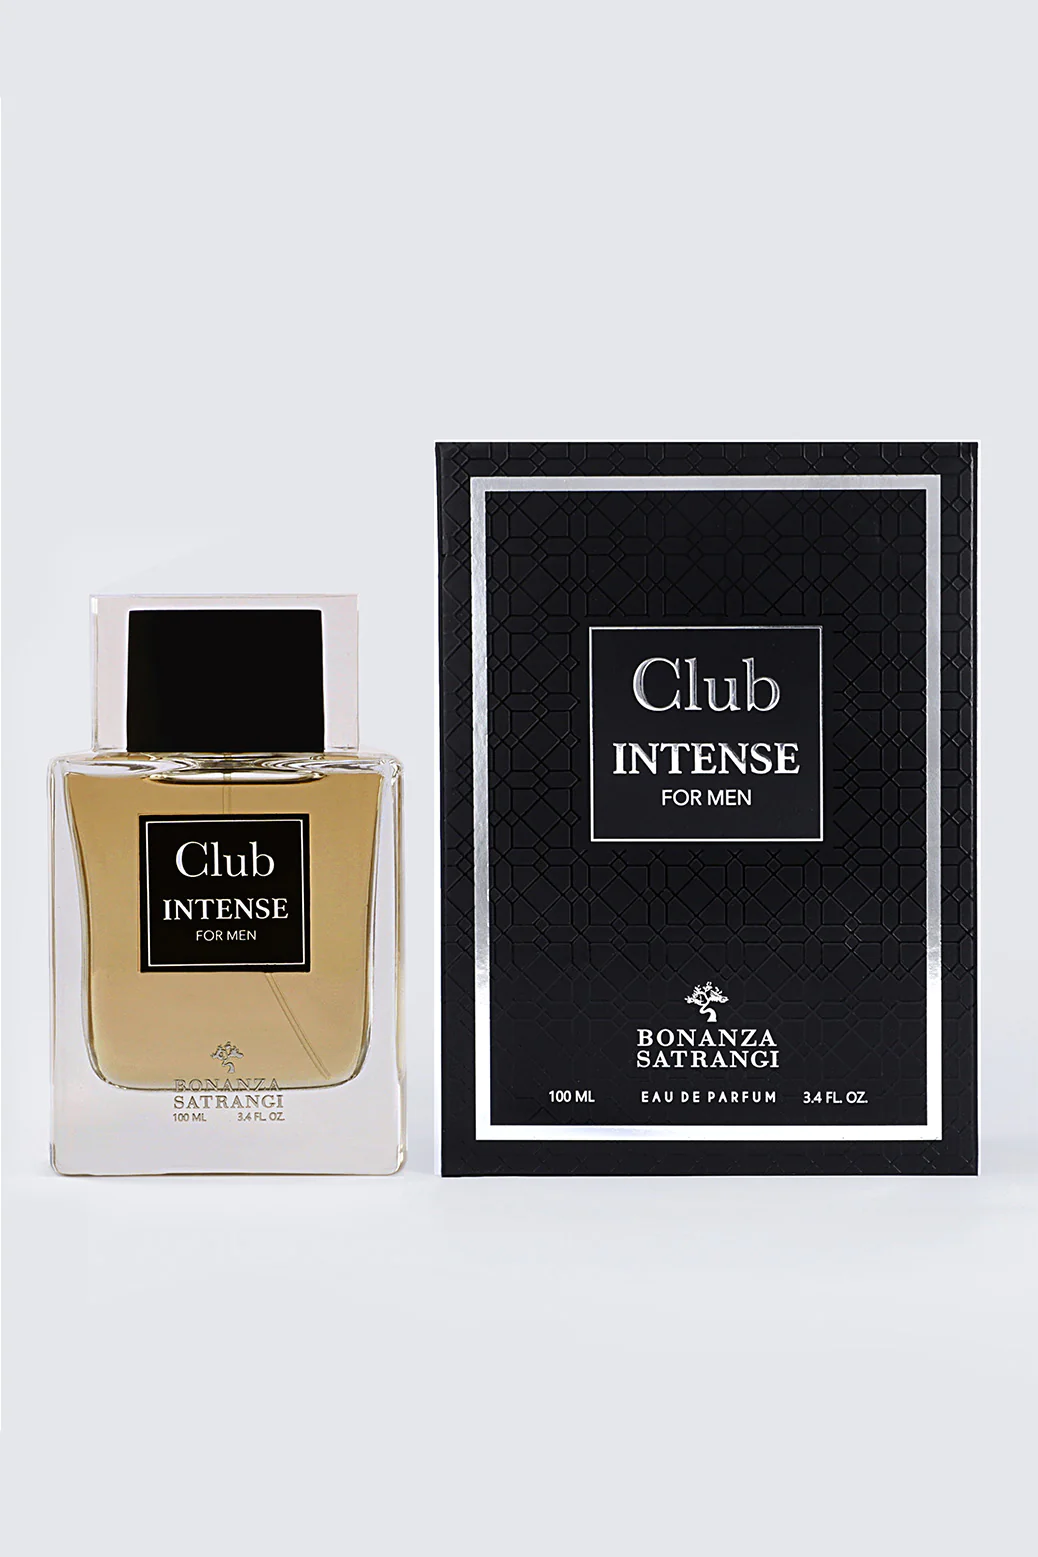 Club
INTENSE
FOR MEN
BONANZA
SATRANGI
100 ML 3.4 FL. OZ.
Club
INTENSE
FOR MEN
BONANZA
SATRANGI
100 ML EAU DE PARFUM 3.4 FL. OZ.